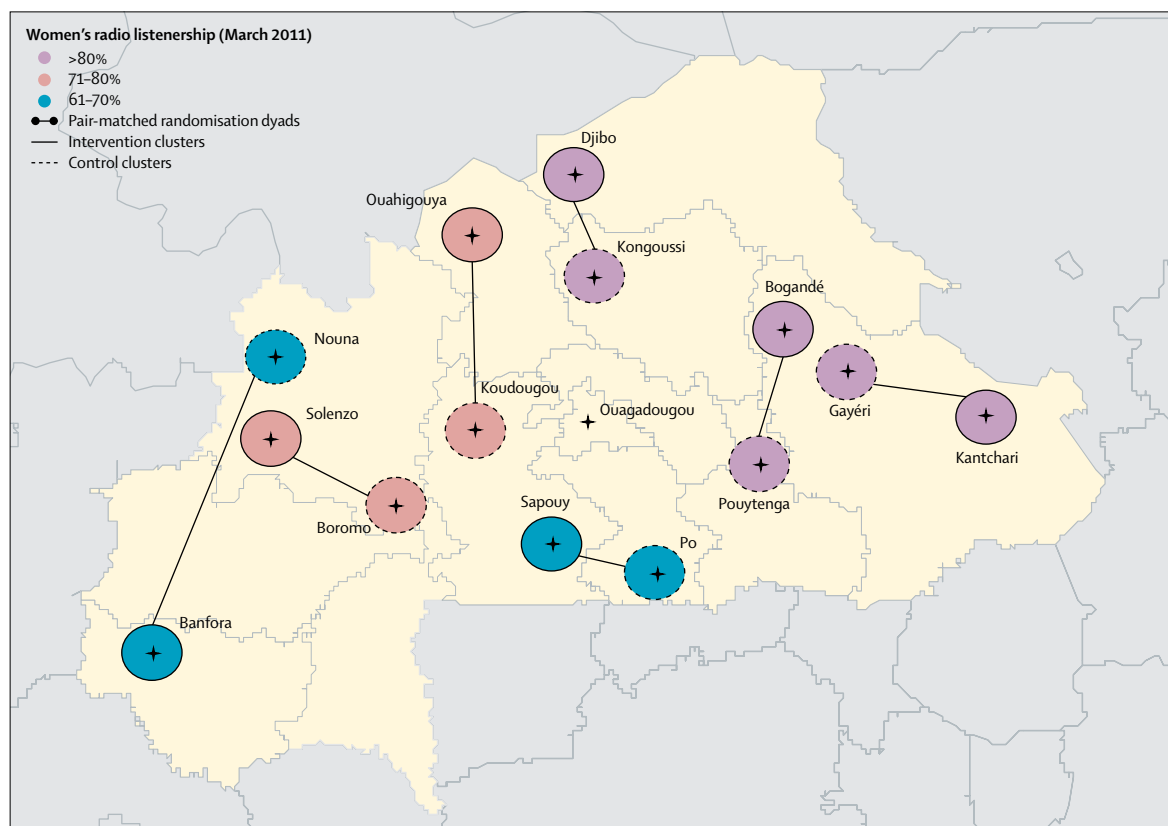 Women's radio listenership (March 2011)
>80%
71–80%
61–70%
Pair-matched randomisation dyads
Intervention clusters
Control clusters
Djibo
Ouahigouya
Kongoussi
Bogandé
Nouna
Koudougou
Ouagadougou
Gayéri
Solenzo
Kantchari
Sapouy
Pouytenga
Boromo
Po
Banfora